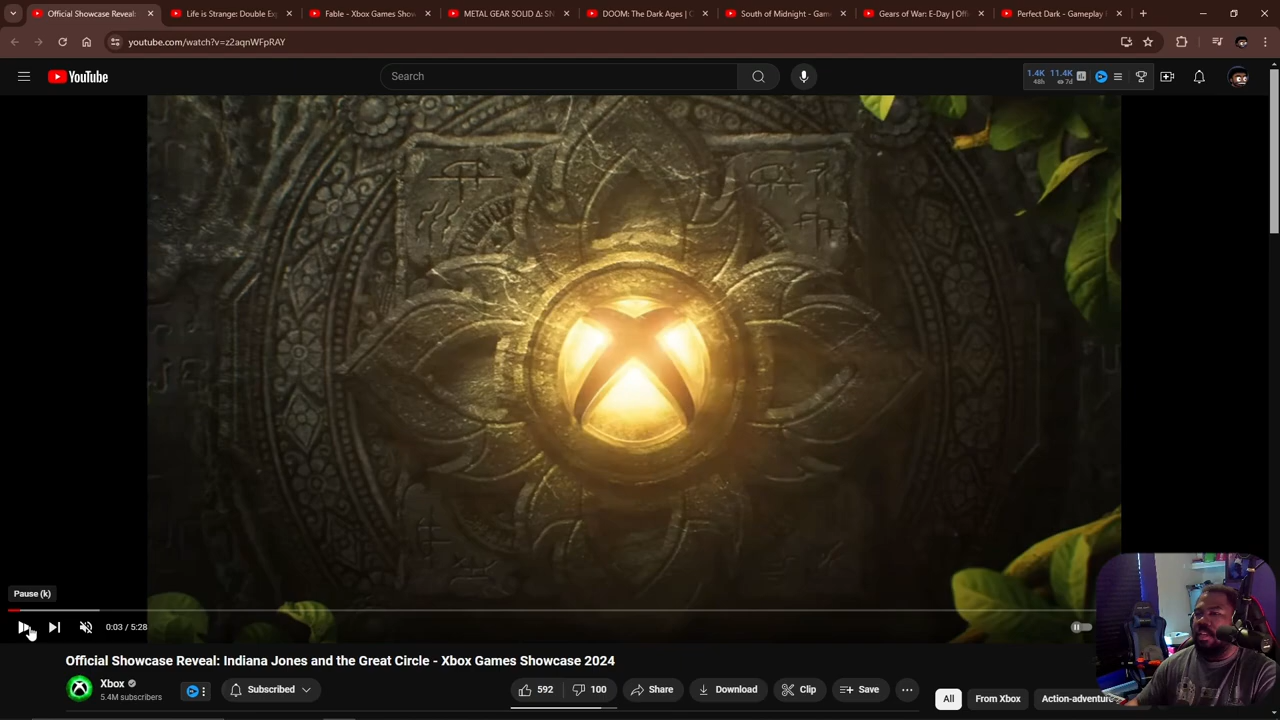 Official Showcase Reveal:
Life is Strange: Double Ex
Fable - Xbox Games Show
METAL GEAR SOLID Δ: SN
DOOM: The Dark Ages | O
South of Midnight - Gam
Gears of War: E-Day | Offi
Perfect Dark - Gameplay
youtube.com/watch?v=z2aqnWFpRAY
YouTube
Search
1.4K 11.4K
48h 7d
Pause (k)
0:03 / 5:28
Official Showcase Reveal: Indiana Jones and the Great Circle - Xbox Games Showcase 2024
Xbox
5.4M subscribers
Subscribed
592
100
Share
Download
Clip
Save
All
From Xbox
Action-adventure